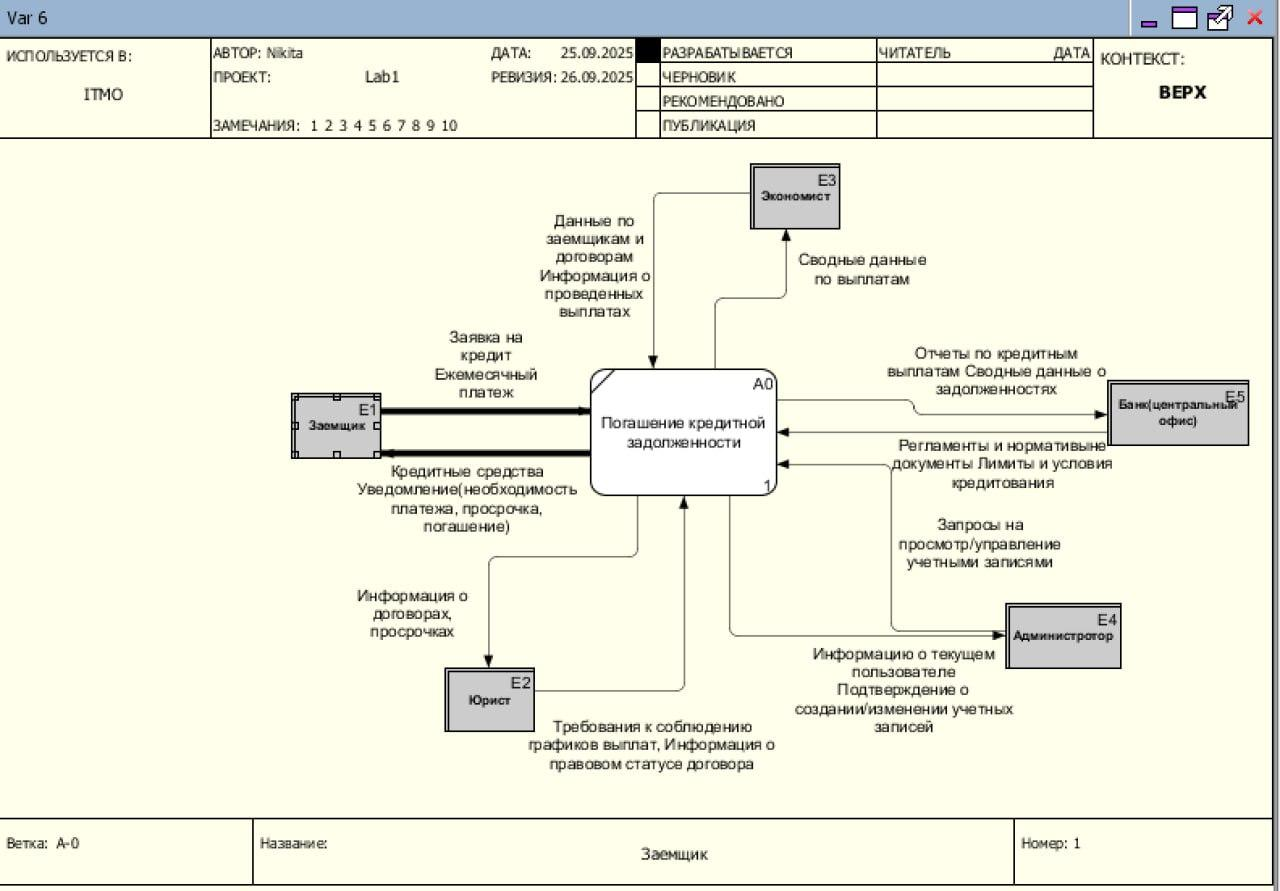 Var 6
ИСПОЛЬЗУЕТСЯ В:
ITMO
АВТОР: Nikita
ДАТА: 25.09.2025
ПРОЕКТ: Lab1
РЕВИЗИЯ: 26.09.2025
ЗАМЕЧАНИЯ: 1 2 3 4 5 6 7 8 9 10
РАЗРАБАТЫВАЕТСЯ
ЧЕРНОВИК
РЕКОМЕНДОВАНО
ПУБЛИКАЦИЯ
ЧИТАТЕЛЬ
ДАТА
КОНТЕКСТ:
ВЕРХ
E3
Экономист
Данные по
заемщикам и
договорам
Информация о
проведенных
выплатах
Сводные данные
по выплатам
Заявка на
кредит
Ежемесячный
платеж
Отчеты по кредитным
выплатам Сводные данные о
задолженностях
E1
Заемщик
A0
Погашение кредитной
задолженности
1
E5
Банк(центральный
офис)
Кредитные средства
Уведомление(необходимость
платежа, просрочка,
погашение)
Регламенты и нормативыне
документы Лимиты и условия
кредитования
Запросы на
просмотр/управление
учетными записями
Информация о
договорах,
просрочках
E4
Администротор
E2
Юрист
Информацию о текущем
пользователе
Подтверждение о
создании/изменении учетных
записей
Требования к соблюдению
графиков выплат, Информация о
правовом статусе договора
Ветка: A-0
Название:
Заемщик
Номер: 1